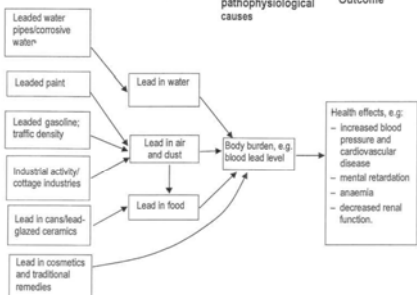 pathophysiological
causes
Outcome
Leaded water
pipes/corrosive
water
Leaded paint
Leaded gasoline;
traffic density
Industrial activity/
cottage industries
Lead in cans/lead-
glazed ceramics
Lead in cosmetics
and traditional
remedies
Lead in water
Lead in air
and dust
Lead in food
Body burden, e.g.
blood lead level
Health effects, e.g:
– increased blood
pressure and
cardiovascular
disease
– mental retardation
– anaemia
– decreased renal
function.